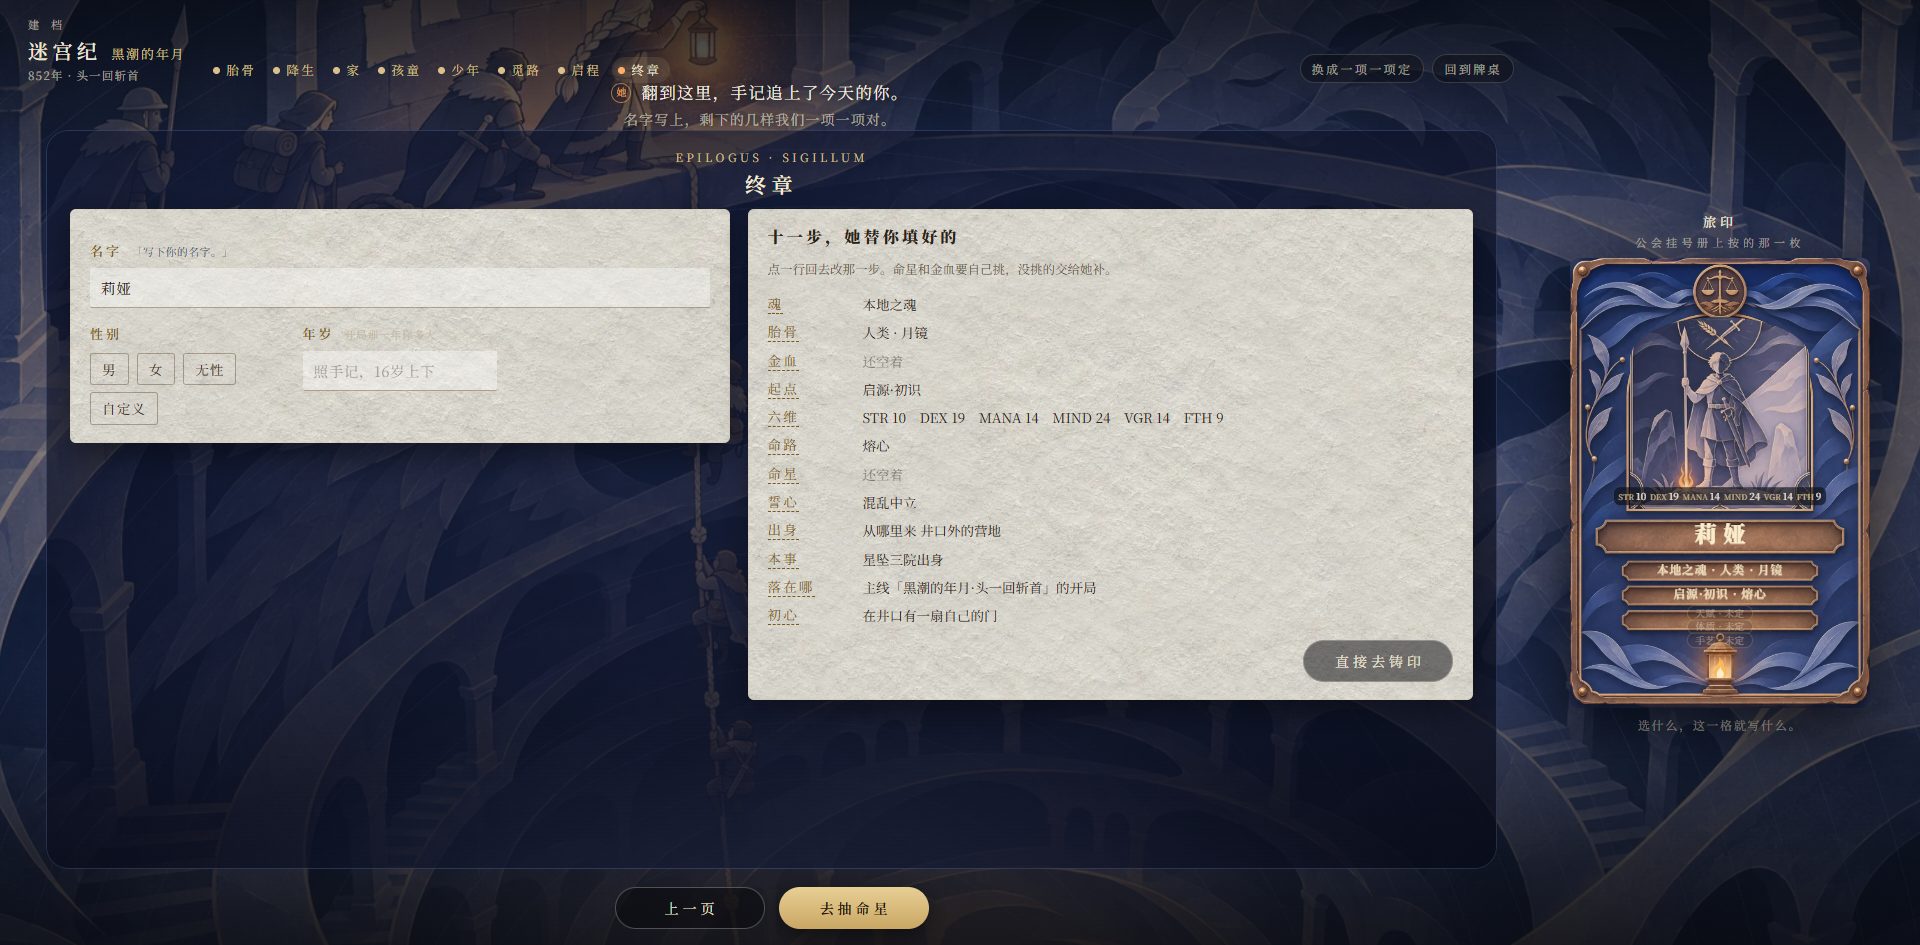 建 档
迷宫纪 黑潮的年月
852年 · 头一回斩首
胎骨 降生 家 孩童 少年 觅路 启程 终章
换成一项一项定 回到牌桌
她 翻到这里，手记追上了今天的你。
名字写上，剩下的几样我们一项一项对。
EPILOGUS · SIGILLUM
终章
名字 「写下你的名字。」
莉娅
性别 年岁
男 女 无性
照手记，16岁上下
自定义
十一步，她替你填好的
点一行回去改那一步。命星和金血要自己挑，没挑的交给她补。
魂 本地之魂
胎骨 人类 · 月镜
金血 还空着
起点 启源·初识
六维 STR 10 DEX 19 MANA 14 MIND 24 VGR 14 FTH 9
命路 熔心
命星 还空着
誓心 混乱中立
出身 从哪里来 井口外的营地
本事 星坠三院出身
落在哪 主线「黑潮的年月·头一回斩首」的开局
初心 在井口有一扇自己的门
直接去铸印
上一页 去抽命星
旅印
公会挂号册上按的那一枚
STR 10 DEX 19 MANA 14 MIND 24 VGR 14 FTH 9
莉娅
本地之魂 · 人类 · 月镜
启源·初识 · 熔心
天赋 · 未定
体质 · 未定
手艺 · 未定
选什么，这一格就写什么。